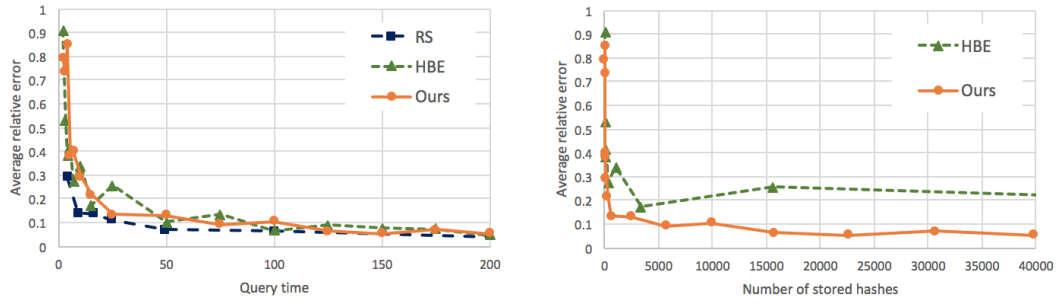 1
0.9
0.8
0.7
0.6
0.5
0.4
0.3
0.2
0.1
0
Average relative error
RS
HBE
Ours
0 50 100 150 200
Query time
1
0.9
0.8
0.7
0.6
0.5
0.4
0.3
0.2
0.1
0
Average relative error
HBE
Ours
0 5000 10000 15000 20000 25000 30000 35000 40000
Number of stored hashes